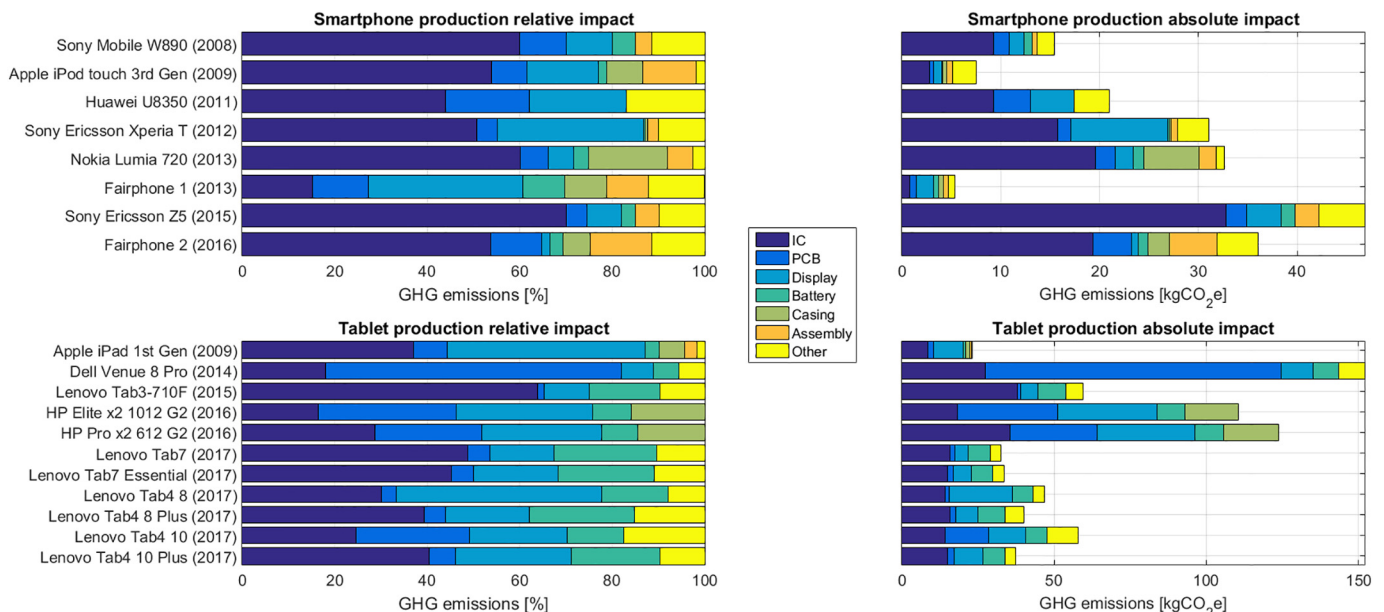 Smartphone production relative impact
Sony Mobile W890 (2008)
Apple iPod touch 3rd Gen (2009)
Huawei U8350 (2011)
Sony Ericsson Xperia T (2012)
Nokia Lumia 720 (2013)
Fairphone 1 (2013)
Sony Ericsson Z5 (2015)
Fairphone 2 (2016)
0 20 40 60 80 100
GHG emissions [%]
Smartphone production absolute impact
0 10 20 30 40
GHG emissions [kgCO₂e]
IC
PCB
Display
Battery
Casing
Assembly
Other
Tablet production relative impact
Apple iPad 1st Gen (2009)
Dell Venue 8 Pro (2014)
Lenovo Tab3-710F (2015)
HP Elite x2 1012 G2 (2016)
HP Pro x2 612 G2 (2016)
Lenovo Tab7 (2017)
Lenovo Tab7 Essential (2017)
Lenovo Tab4 8 (2017)
Lenovo Tab4 8 Plus (2017)
Lenovo Tab4 10 (2017)
Lenovo Tab4 10 Plus (2017)
0 20 40 60 80 100
GHG emissions [%]
Tablet production absolute impact
0 50 100 150
GHG emissions [kgCO₂e]